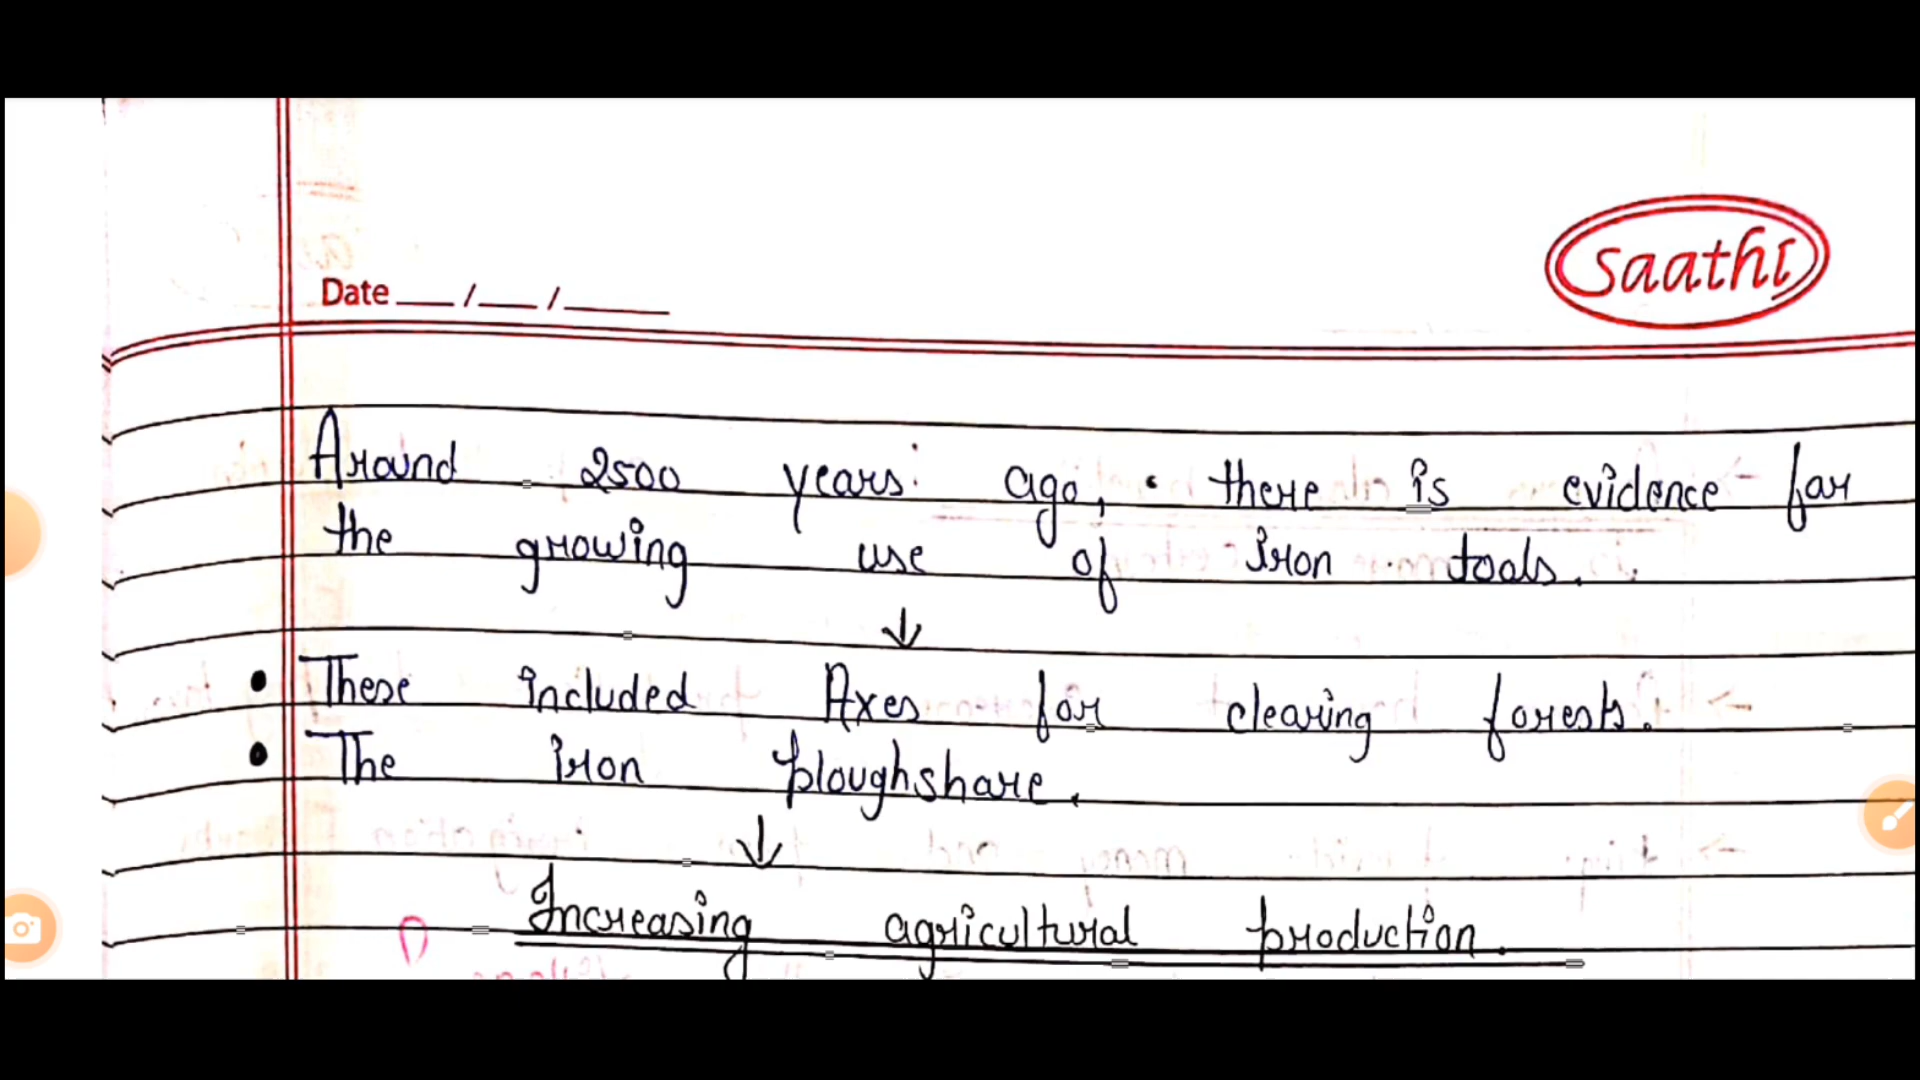 saathi
Date __/__/____
Around 2500 years ago, there is evidence for
the growing use of iron tools.
↓
• These included Axes for clearing forests.
• The iron ploughshare.
↓
Increasing agricultural production.